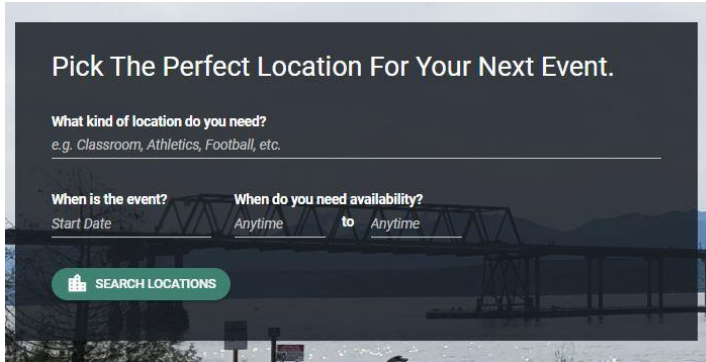 Pick The Perfect Location For Your Next Event.
What kind of location do you need?
e.g. Classroom, Athletics, Football, etc.
When is the event? When do you need availability?
Start Date Anytime to Anytime
SEARCH LOCATIONS